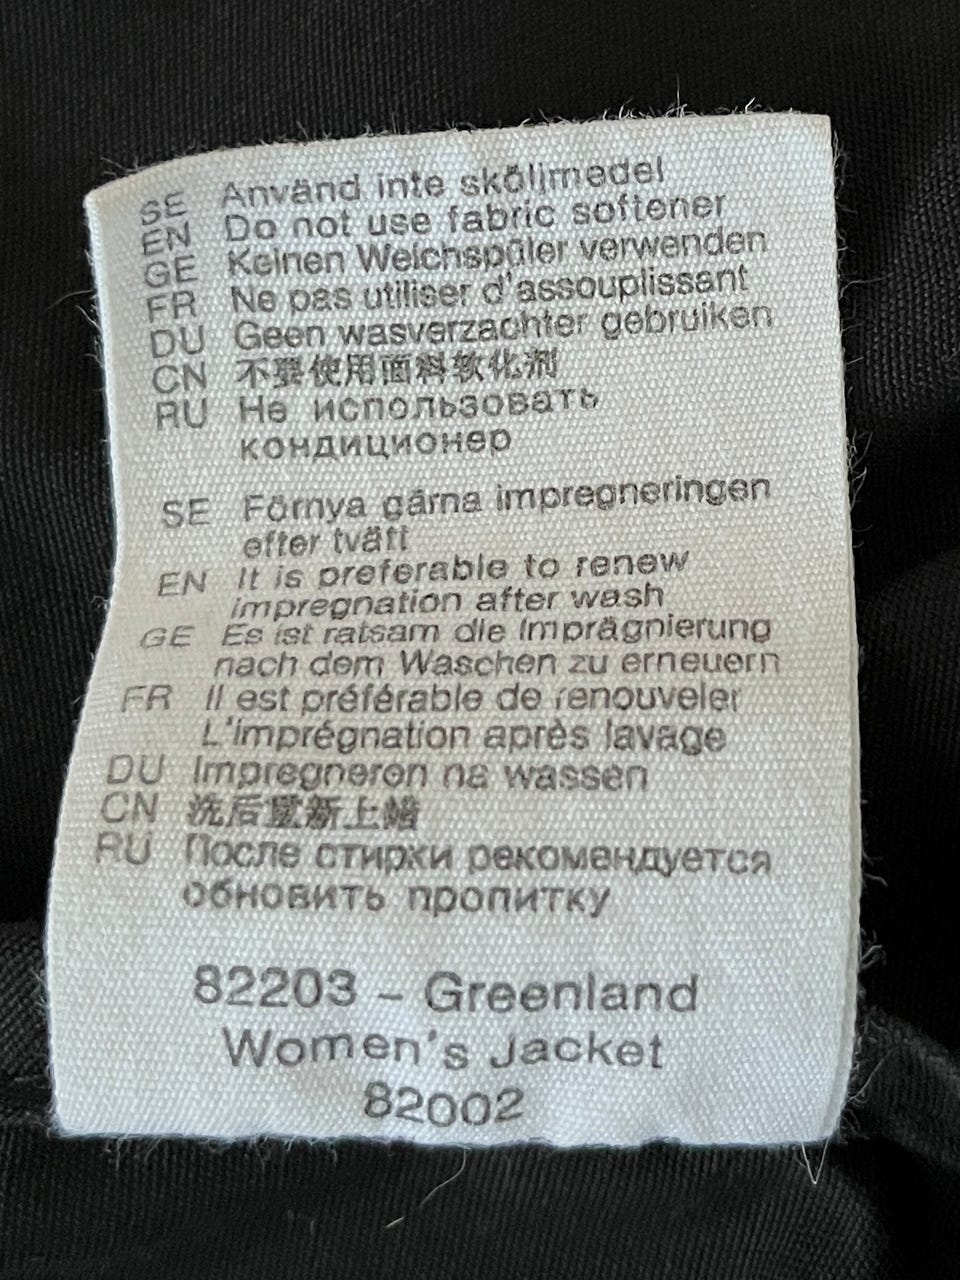 SE Använd inte sköljmedel
EN Do not use fabric softener
GE Keinen Weichspüler verwenden
FR Ne pas utiliser d'assouplissant
DU Geen wasverzachter gebruiken
CN 不要使用面料软化剂
RU Не использовать
кондиционер
SE Förnya gärna impregneringen
efter tvätt
EN It is preferable to renew
impregnation after wash
GE Es ist ratsam die Imprägnierung
nach dem Waschen zu erneuern
FR Il est préférable de renouveler
L'imprégnation après lavage
DU Impregneren na wassen
CN 洗后重新上蜡
RU После стирки рекомендуется
обновить пропитку
82203 - Greenland
Women's Jacket
82002